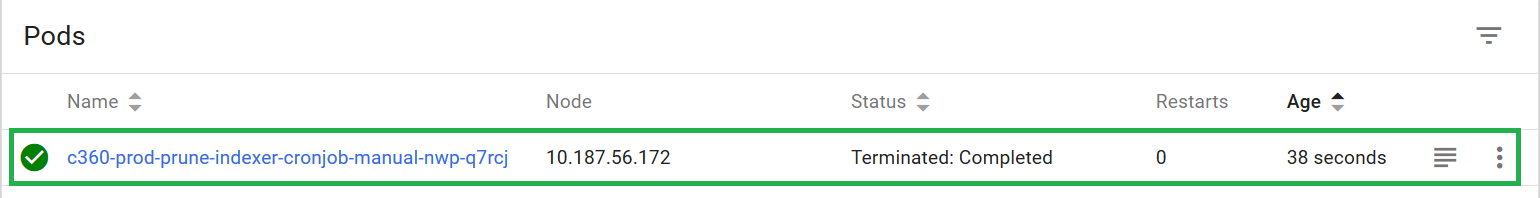 Pods
Name Node Status Restarts Age
c360-prod-prune-indexer-cronjob-manual-nwp-q7rcj 10.187.56.172 Terminated: Completed 0 38 seconds